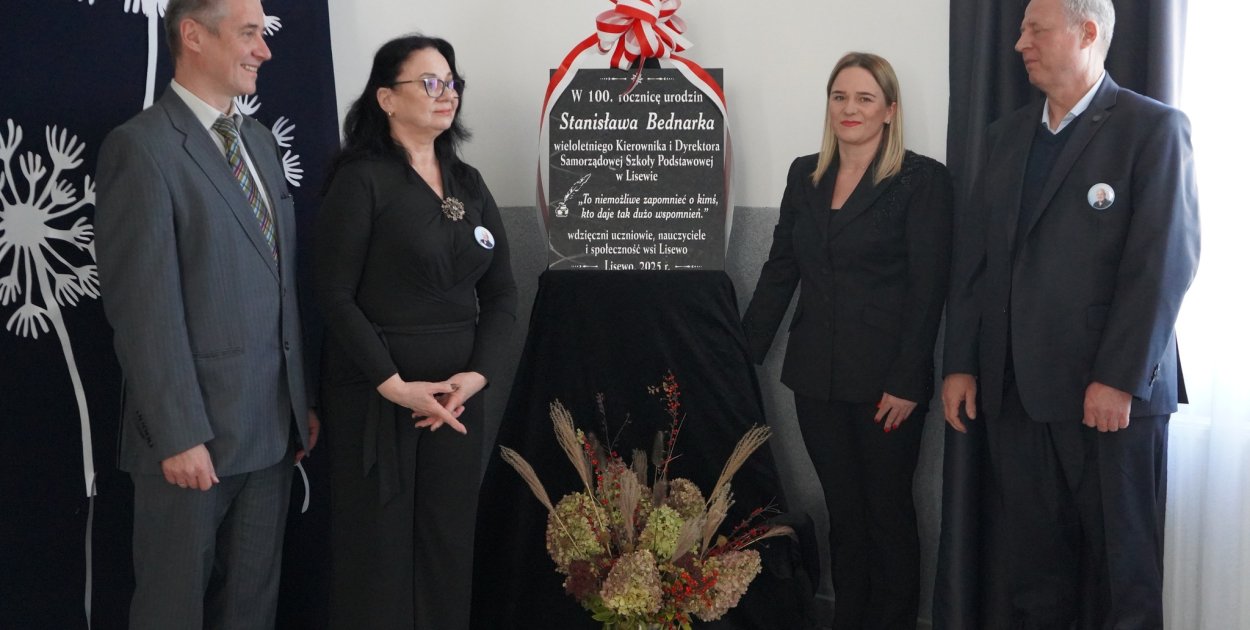 W 100. rocznicę urodzin
Stanisława Bednarka
wieloletniego Kierownika i Dyrektora
Samorządowej Szkoły Podstawowej
w Lisewie
„To niemożliwe zapomnieć o kimś,
kto daje tak dużo wspomnień.”
wdzięczni uczniowie, nauczyciele
i społeczność wsi Lisewo
Lisewo, 2025 r.